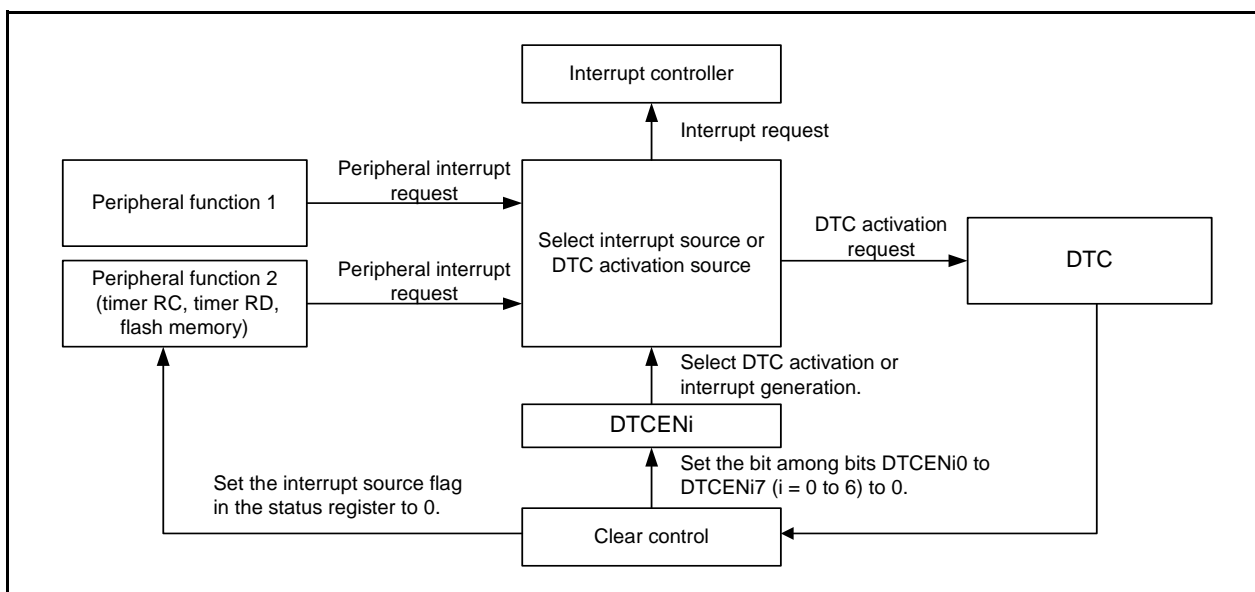 Interrupt controller
Interrupt request
Peripheral interrupt
request
Peripheral function 1
Select interrupt source or
DTC activation source
DTC activation
request
DTC
Peripheral function 2
(timer RC, timer RD,
flash memory)
Peripheral interrupt
request
Select DTC activation or
interrupt generation.
DTCENi
Set the bit among bits DTCENi0 to
DTCENi7 (i = 0 to 6) to 0.
Set the interrupt source flag
in the status register to 0.
Clear control